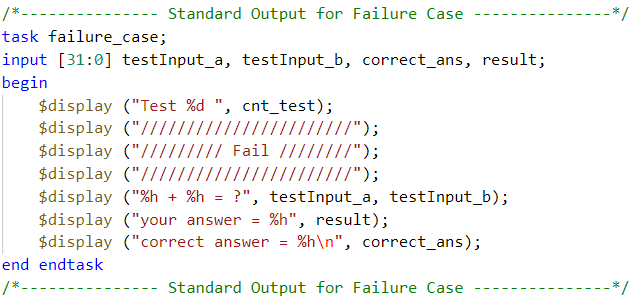 /*--------------- Standard Output for Failure Case ---------------*/
task failure_case;
input [31:0] testInput_a, testInput_b, correct_ans, result;
begin
    $display ("Test %d ", cnt_test);
    $display ("///////////////////////");
    $display ("///////// Fail ////////");
    $display ("///////////////////////");
    $display ("%h + %h = ?", testInput_a, testInput_b);
    $display ("your answer = %h", result);
    $display ("correct answer = %h\n", correct_ans);
end endtask
/*--------------- Standard Output for Failure Case ---------------*/